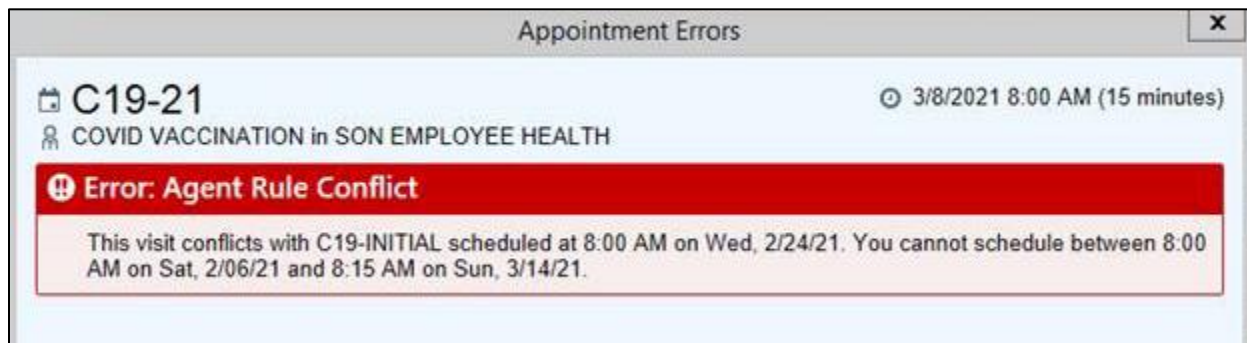 Appointment Errors
x
C19-21
3/8/2021 8:00 AM (15 minutes)
COVID VACCINATION in SON EMPLOYEE HEALTH
Error: Agent Rule Conflict
This visit conflicts with C19-INITIAL scheduled at 8:00 AM on Wed, 2/24/21. You cannot schedule between 8:00
AM on Sat, 2/06/21 and 8:15 AM on Sun, 3/14/21.